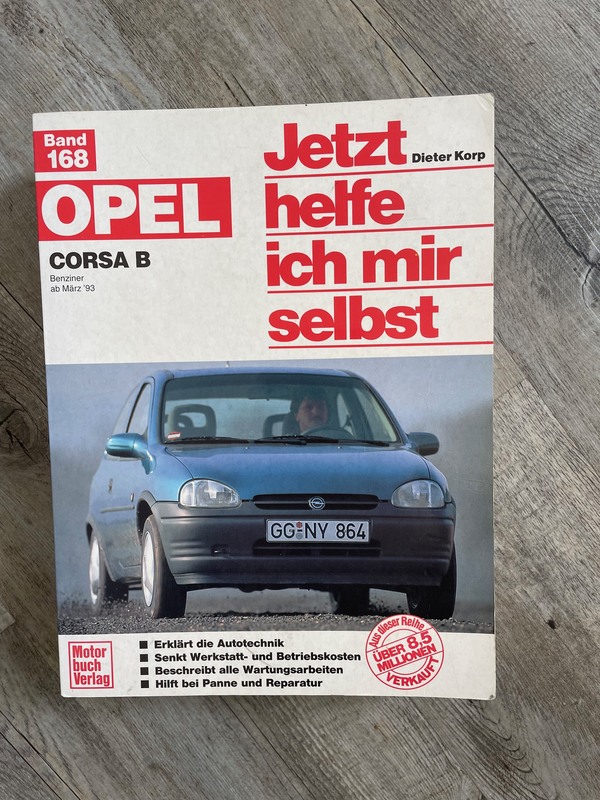 Band
168
OPEL
CORSA B
Benziner
ab März '93
Jetzt
Dieter Korp
helfe
ich mir
selbst
GG-NY 864
Motor
buch
Verlag
Erklärt die Autotechnik
Senkt Werkstatt- und Betriebskosten
Beschreibt alle Wartungsarbeiten
Hilft bei Panne und Reparatur
Aus dieser Reihe
ÜBER 8,5
MILLIONEN
VERKAUFT